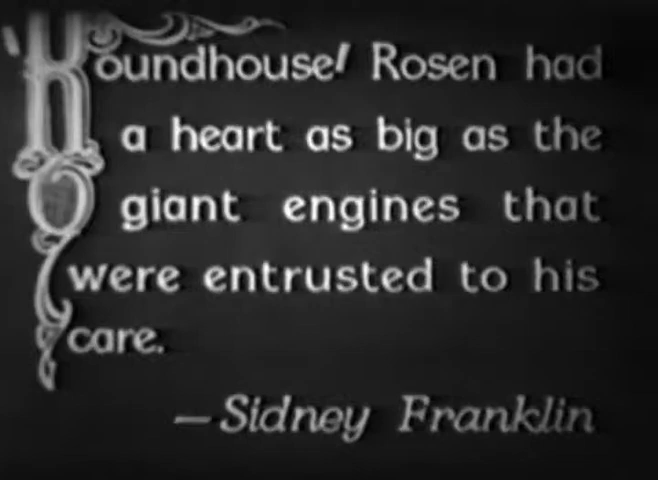 'Roundhouse' Rosen had
a heart as big as the
giant engines that
were entrusted to his
care.
—Sidney Franklin